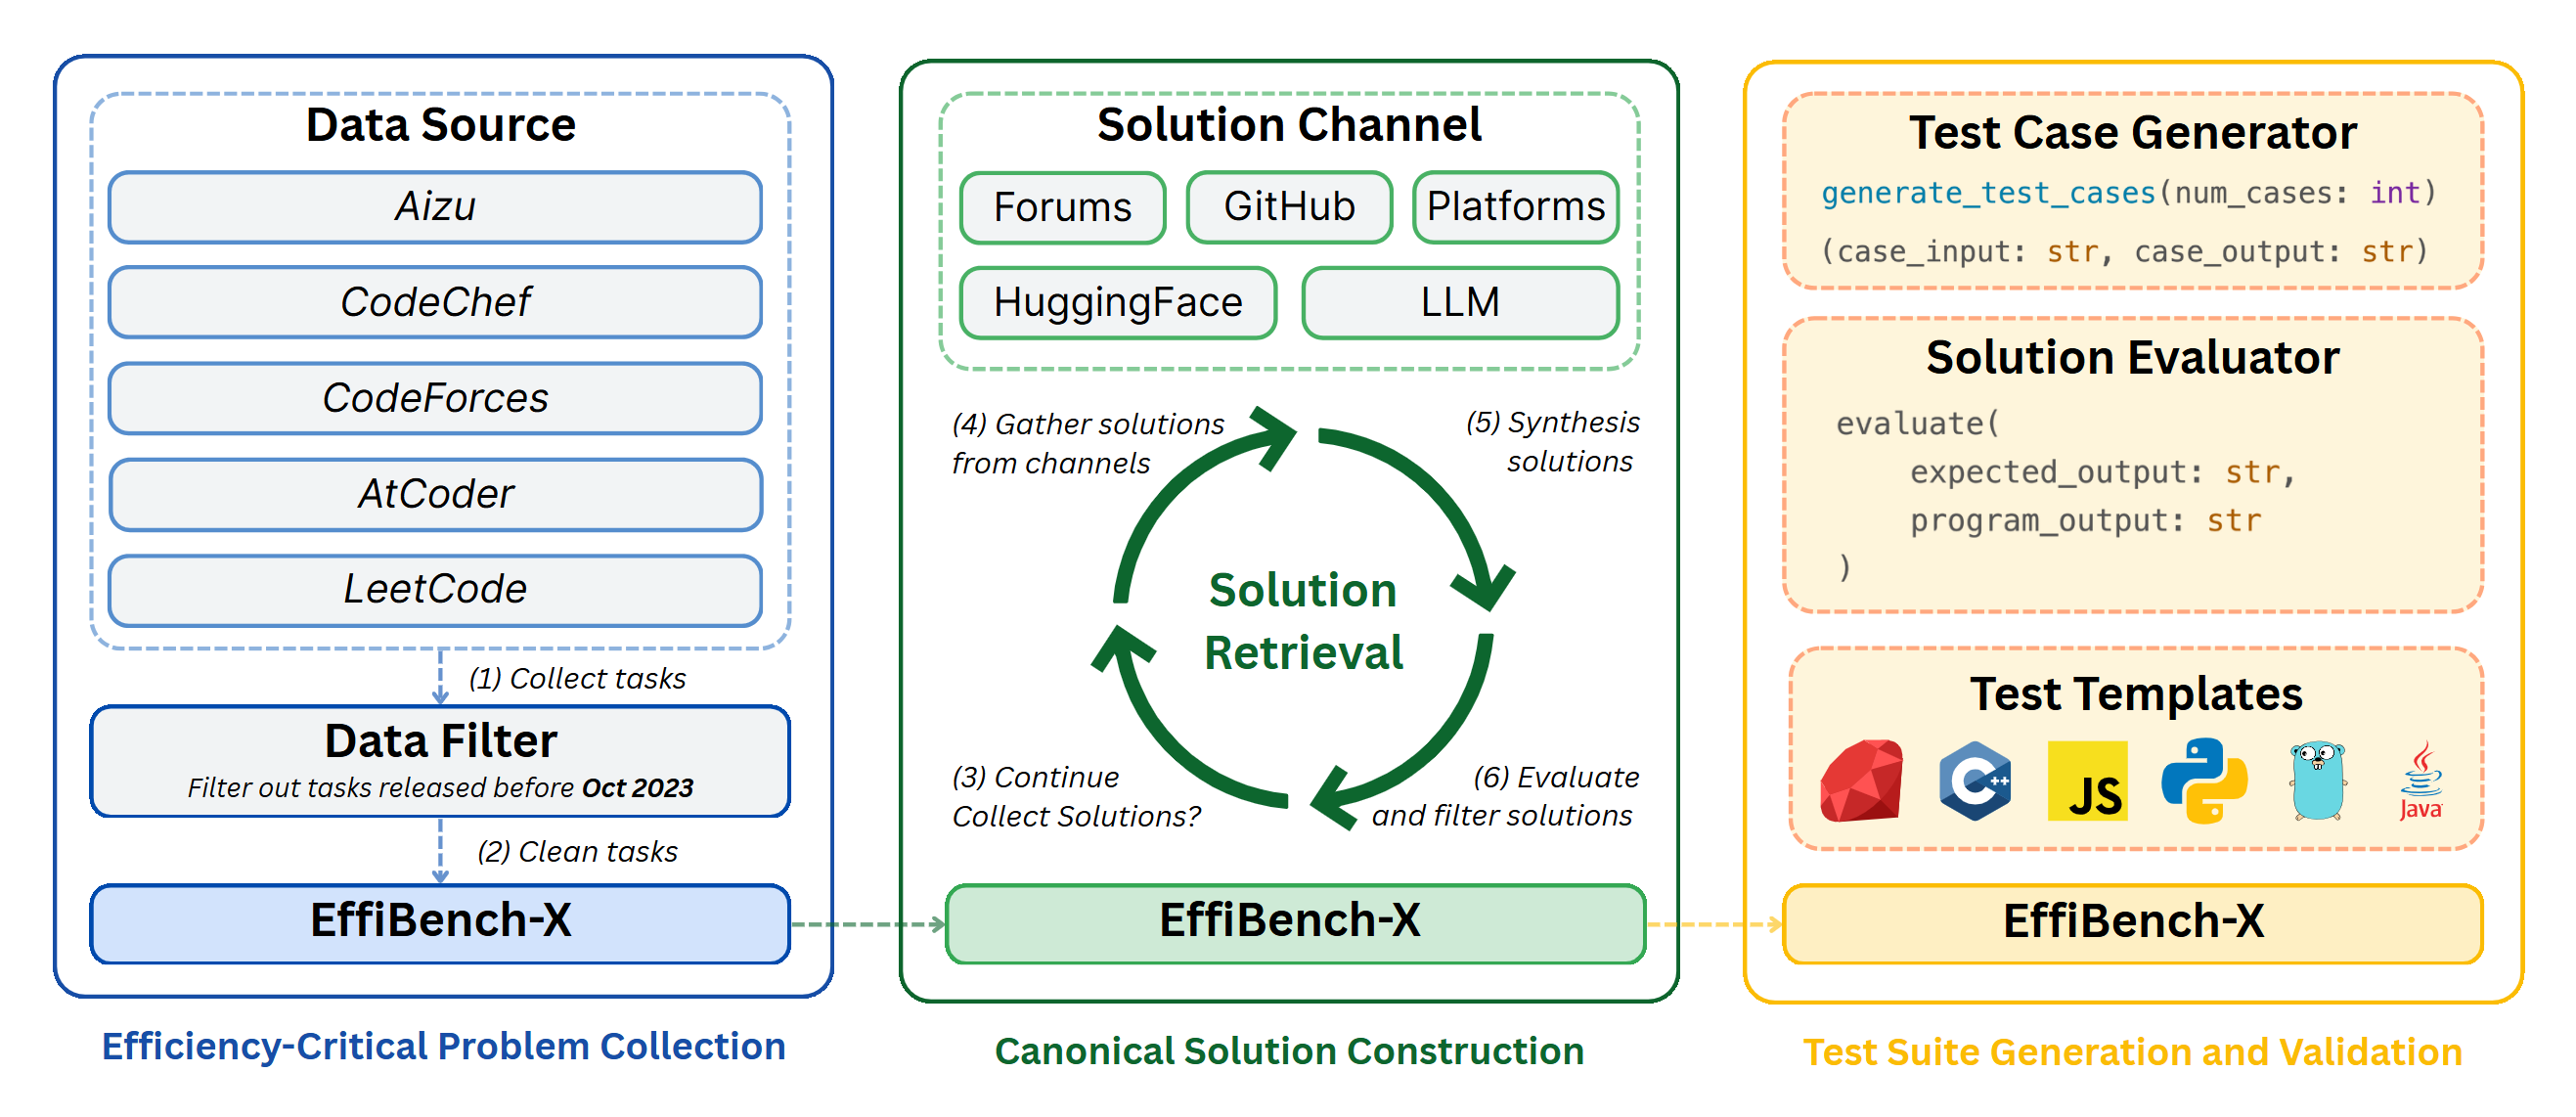 Data Source
Aizu
CodeChef
CodeForces
AtCoder
LeetCode
(1) Collect tasks
Data Filter
Filter out tasks released before Oct 2023
(2) Clean tasks
EffiBench-X
Efficiency-Critical Problem Collection
Solution Channel
Forums
GitHub
Platforms
HuggingFace
LLM
(4) Gather solutions
from channels
(5) Synthesis
solutions
Solution
Retrieval
(3) Continue
Collect Solutions?
(6) Evaluate
and filter solutions
EffiBench-X
Canonical Solution Construction
Test Case Generator
generate_test_cases(num_cases: int)
(case_input: str, case_output: str)
Solution Evaluator
evaluate(
    expected_output: str,
    program_output: str
)
Test Templates
C++
JS
Java
EffiBench-X
Test Suite Generation and Validation